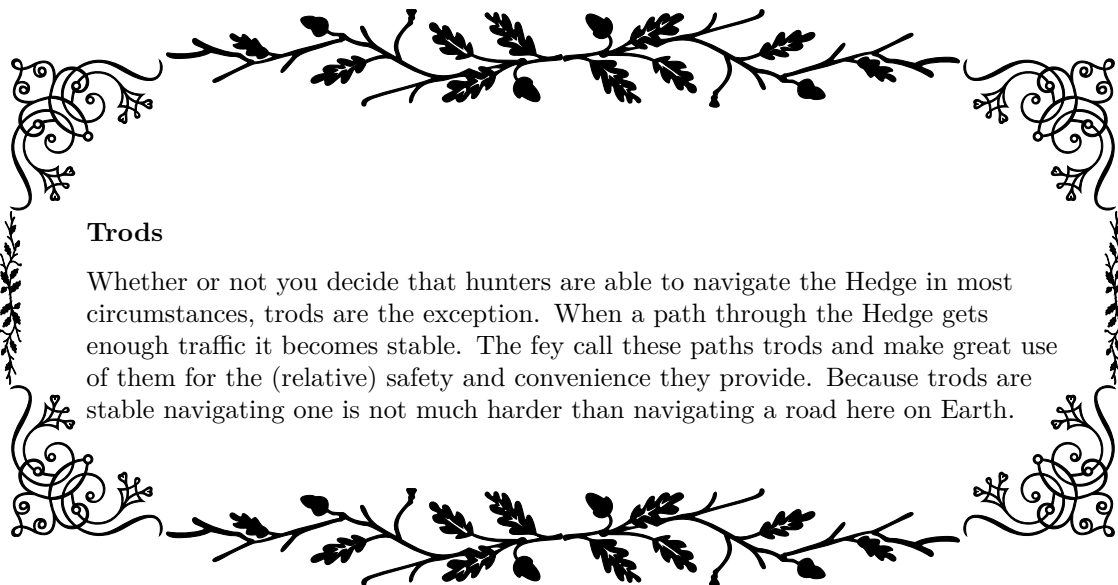 Trods
Whether or not you decide that hunters are able to navigate the Hedge in most
circumstances, trods are the exception. When a path through the Hedge gets
enough traffic it becomes stable. The fey call these paths trods and make great use
of them for the (relative) safety and convenience they provide. Because trods are
stable navigating one is not much harder than navigating a road here on Earth.